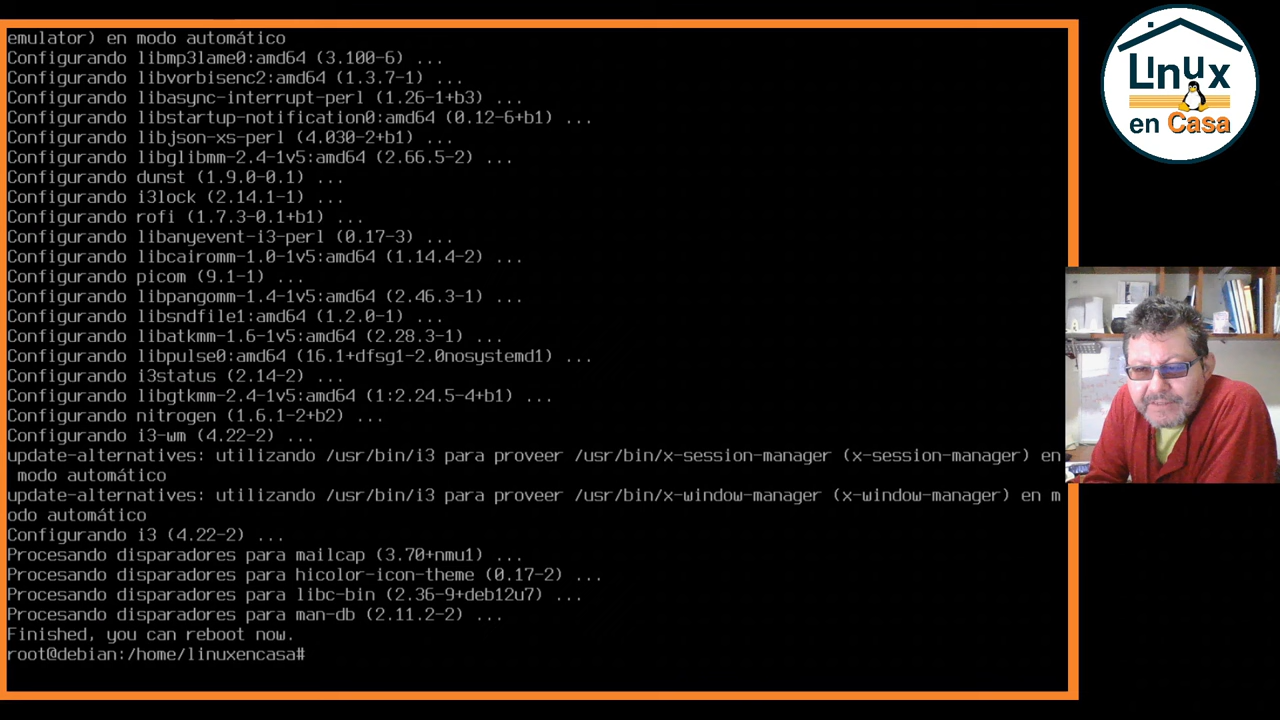 emulator) en modo automático
Configurando libmp3lame0:amd64 (3.100-6) ...
Configurando libvorbisenc2:amd64 (1.3.7-1) ...
Configurando libasync-interrupt-perl (1.26-1+b3) ...
Configurando libstartup-notification0:amd64 (0.12-6+b1) ...
Configurando libjson-xs-perl (4.030-2+b1) ...
Configurando libglibmm-2.4-1v5:amd64 (2.66.5-2) ...
Configurando dunst (1.9.0-0.1) ...
Configurando i3lock (2.14.1-1) ...
Configurando rofi (1.7.3-0.1+b1) ...
Configurando libanyevent-i3-perl (0.17-3) ...
Configurando libcairomm-1.0-1v5:amd64 (1.14.4-2) ...
Configurando picom (9.1-1) ...
Configurando libpangomm-1.4-1v5:amd64 (2.46.3-1) ...
Configurando libsndfile1:amd64 (1.2.0-1) ...
Configurando libatkmm-1.6-1v5:amd64 (2.28.3-1) ...
Configurando libpulse0:amd64 (16.1+dfsg1-2.0nosystemd1) ...
Configurando i3status (2.14-2) ...
Configurando libgtkmm-2.4-1v5:amd64 (1:2.24.5-4+b1) ...
Configurando nitrogen (1.6.1-2+b2) ...
Configurando i3-wm (4.22-2) ...
update-alternatives: utilizando /usr/bin/i3 para proveer /usr/bin/x-session-manager (x-session-manager) en
modo automático
update-alternatives: utilizando /usr/bin/i3 para proveer /usr/bin/x-window-manager (x-window-manager) en m
odo automático
Configurando i3 (4.22-2) ...
Procesando disparadores para mailcap (3.70+nmu1) ...
Procesando disparadores para hicolor-icon-theme (0.17-2) ...
Procesando disparadores para libc-bin (2.36-9+deb12u7) ...
Procesando disparadores para man-db (2.11.2-2) ...
Finished, you can reboot now.
root@debian:/home/linuxencasa#
Linux
en Casa